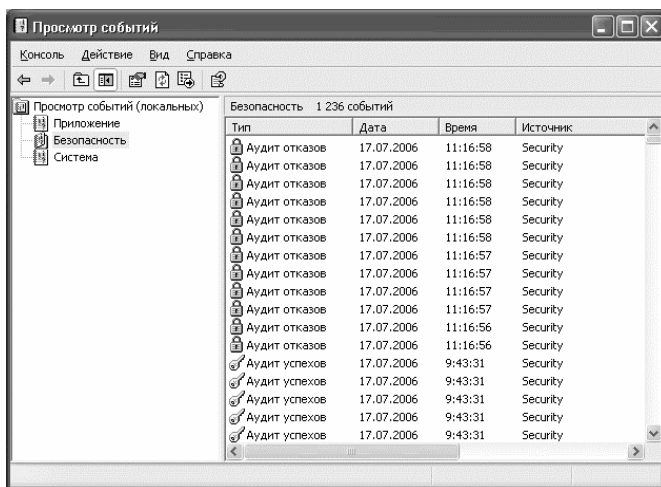 Просмотр событий
Консоль Действие Вид Справка
Просмотр событий (локальных)
Приложение
Безопасность
Система
Безопасность 1 236 событий
Тип Дата Время Источник
Аудит отказов 17.07.2006 11:16:58 Security
Аудит отказов 17.07.2006 11:16:58 Security
Аудит отказов 17.07.2006 11:16:58 Security
Аудит отказов 17.07.2006 11:16:58 Security
Аудит отказов 17.07.2006 11:16:58 Security
Аудит отказов 17.07.2006 11:16:58 Security
Аудит отказов 17.07.2006 11:16:57 Security
Аудит отказов 17.07.2006 11:16:57 Security
Аудит отказов 17.07.2006 11:16:57 Security
Аудит отказов 17.07.2006 11:16:57 Security
Аудит отказов 17.07.2006 11:16:56 Security
Аудит отказов 17.07.2006 11:16:56 Security
Аудит успехов 17.07.2006 9:43:31 Security
Аудит успехов 17.07.2006 9:43:31 Security
Аудит успехов 17.07.2006 9:43:31 Security
Аудит успехов 17.07.2006 9:43:31 Security
Аудит успехов 17.07.2006 9:43:31 Security